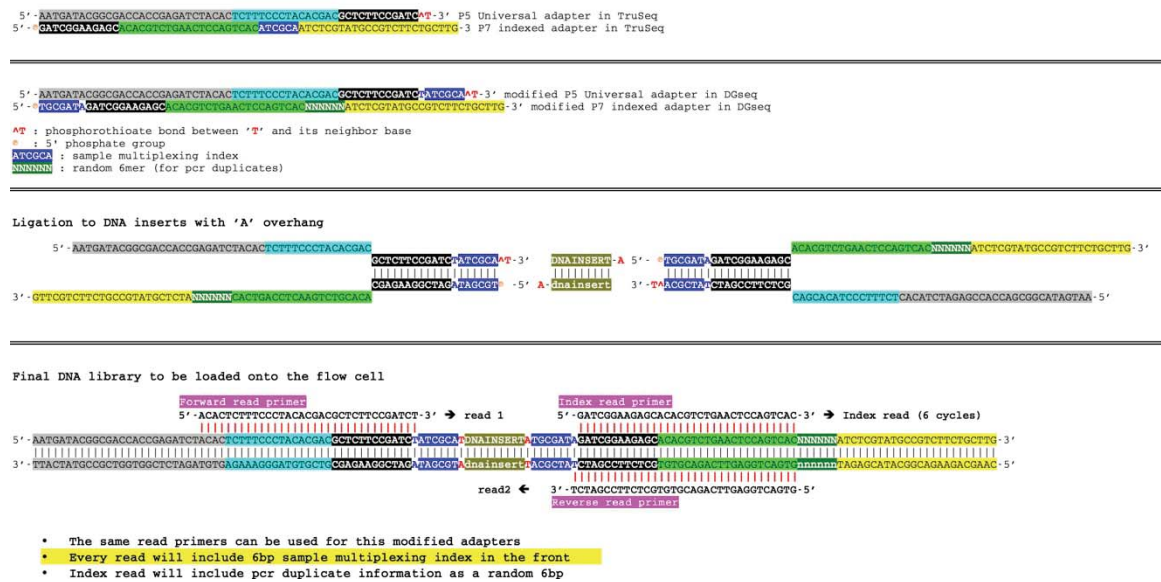 5'-AATGATACGGCGACCACCGAGATCTACACTCTTTCCCTACACGACGCTCTTCCGATC^T-3' P5 Universal adapter in TruSeq
5'-℗GATCGGAAGAGCACACGTCTGAACTCCAGTCACATCGCAATCTCGTATGCCGTCTTCTGCTTG-3 P7 indexed adapter in TruSeq
5'-AATGATACGGCGACCACCGAGATCTACACTCTTTCCCTACACGACGCTCTTCCGATCTATCGCA^T-3' modified P5 Universal adapter in DGseq
5'-℗TGCGATAGATCGGAAGAGCACACGTCTGAACTCCAGTCACNNNNNNATCTCGTATGCCGTCTTCTGCTTG-3' modified P7 indexed adapter in DGseq
^T : phosphorothioate bond between 'T' and its neighbor base
℗ : 5' phosphate group
ATCGCA : sample multiplexing index
NNNNNN : random 6mer (for pcr duplicates)
Ligation to DNA inserts with 'A' overhang
5'-AATGATACGGCGACCACCGAGATCTACACTCTTTCCCTACACGAC ACACGTCTGAACTCCAGTCACNNNNNNATCTCGTATGCCGTCTTCTGCTTG-3'
GCTCTTCCGATCTATCGCA^T-3' DNAINSERT-A 5'-℗TGCGATAGATCGGAAGAGC
CGAGAAGGCTAGATAGCGT℗-5' A-dnainsert 3'-T^ACGCTATCTAGCCTTCTCG
3'-GTTCGTCTTCTGCCGTATGCTCTANNNNNNCACTGACCTCAAGTCTGCACA CAGCACATCCCTTTCTCACATCTAGAGCCACCAGCGGCATAGTAA-5'
Final DNA library to be loaded onto the flow cell
Forward read primer Index read primer
5'-ACACTCTTTCCCTACACGACGCTCTTCCGATCT-3' → read 1 5'-GATCGGAAGAGCACACGTCTGAACTCCAGTCAC-3' → Index read (6 cycles)
AATGATACGGCGACCACCGAGATCTACACTCTTTCCCTACACGACGCTCTTCCGATCTATCGCATDNAINSERTATGCGATAGATCGGAAGAGCACACGTCTGAACTCCAGTCACNNNNNNATCTCGTATGCCGTCTTCTGCTTG-3'
TTACTATGCCGCTGGTGGCTCTAGATGTGAGAAAGGGATGTGCTGCGAGAAGGCTAGATAGCGTAdnainsertTACGCTATCTAGCCTTCTCGTGTGCAGACTTGAGGTCAGTGnnnnnnTAGAGCATACGGCAGAAGACGAAC-5'
read2 ← 3'-TCTAGCCTTCTCGTGTGCAGACTTGAGGTCAGTG-5'
Reverse read primer
• The same read primers can be used for this modified adapters
• Every read will include 6bp sample multiplexing index in the front
• Index read will include pcr duplicate information as a random 6bp